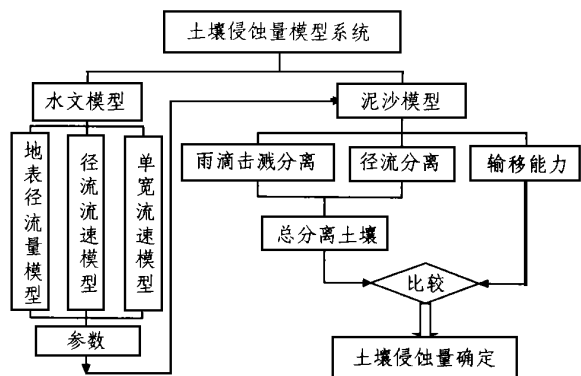 土壤侵蚀量模型系统
水文模型
泥沙模型
地表径流量模型
径流流速模型
单宽流速模型
雨滴击溅分离
径流分离
输移能力
总分离土壤
比较
参数
土壤侵蚀量确定